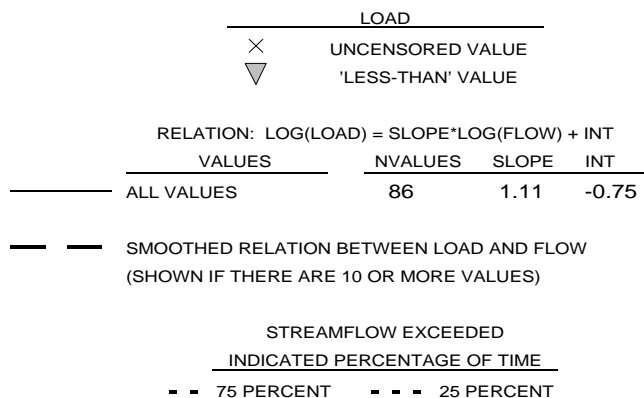 LOAD
UNCENSORED VALUE
'LESS-THAN' VALUE
RELATION: LOG(LOAD) = SLOPE*LOG(FLOW) + INT
VALUES NVALUES SLOPE INT
ALL VALUES 86 1.11 -0.75
SMOOTHED RELATION BETWEEN LOAD AND FLOW
(SHOWN IF THERE ARE 10 OR MORE VALUES)
STREAMFLOW EXCEEDED
INDICATED PERCENTAGE OF TIME
75 PERCENT 25 PERCENT